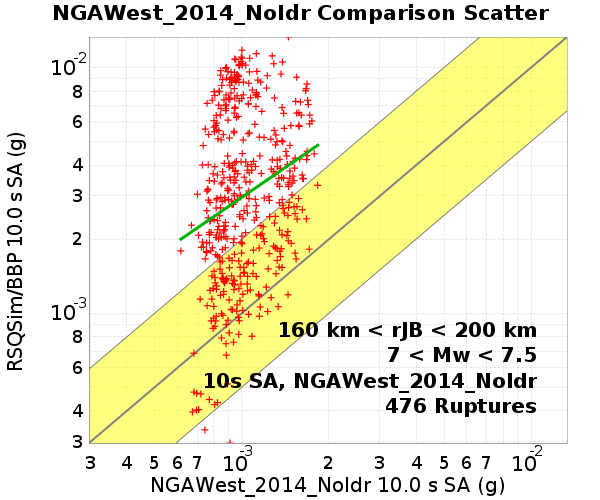 NGAWest_2014_NoIdr Comparison Scatter
RSQSim/BBP 10.0 s SA (g)
10-2
8
6
4
3
2
10-3
8
6
4
3
160 km < rJB < 200 km
7 < Mw < 7.5
10s SA, NGAWest_2014_NoIdr
476 Ruptures
3 4 5 6 7 10-3 2 3 4 5 6 7 10-2
NGAWest_2014_NoIdr 10.0 s SA (g)